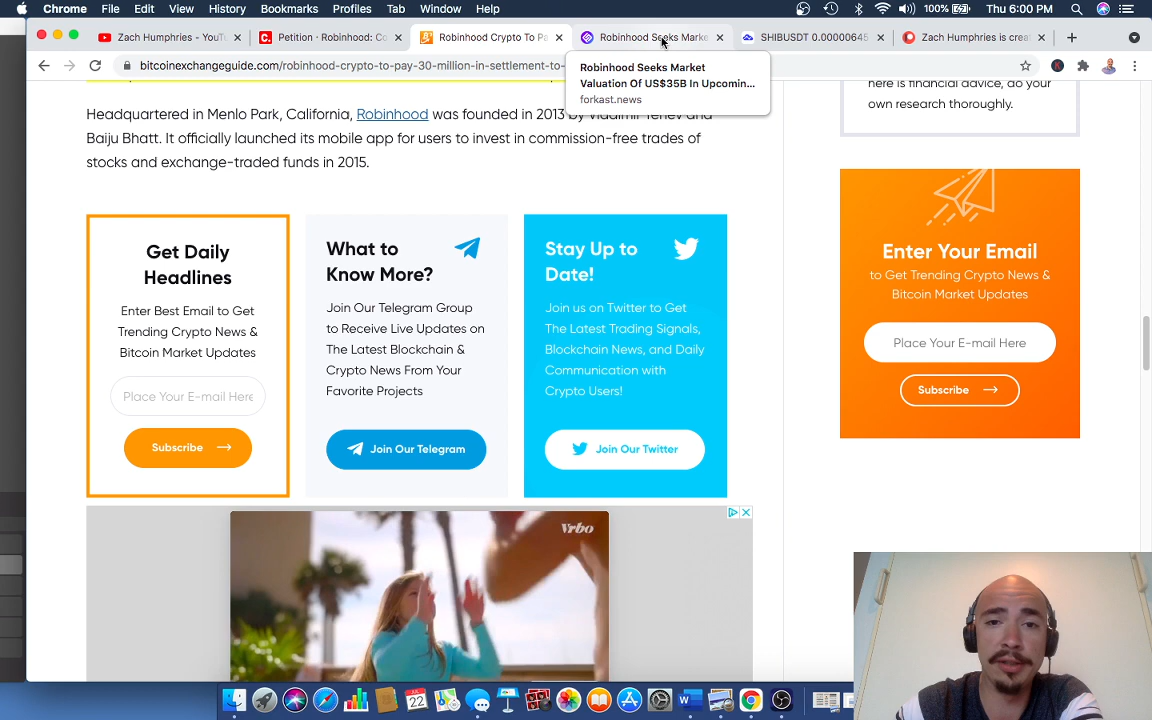 Chrome File Edit View History Bookmarks Profiles Tab Window Help 100% Thu 6:00 PM
Zach Humphries - YouT
Petition · Robinhood: Co
Robinhood Crypto To Pa
Robinhood Seeks Marke
SHIBUSDT 0.00000645
Zach Humphries is creat
bitcoinexchangeguide.com/robinhood-crypto-to-pay-30-million-in-settlement-to-
Robinhood Seeks Market
Valuation Of US$35B In Upcomin...
forkast.news
here is financial advice, do your
own research thoroughly.
Headquartered in Menlo Park, California, Robinhood was founded in 2013 by Vladimir Tenev and
Baiju Bhatt. It officially launched its mobile app for users to invest in commission-free trades of
stocks and exchange-traded funds in 2015.
Get Daily
Headlines
Enter Best Email to Get
Trending Crypto News &
Bitcoin Market Updates
Place Your E-mail Here
Subscribe
What to
Know More?
Join Our Telegram Group
to Receive Live Updates on
The Latest Blockchain &
Crypto News From Your
Favorite Projects
Join Our Telegram
Stay Up to
Date!
Join us on Twitter to Get
The Latest Trading Signals,
Blockchain News, and Daily
Communication with
Crypto Users!
Join Our Twitter
Enter Your Email
to Get Trending Crypto News &
Bitcoin Market Updates
Place Your E-mail Here
Subscribe
Vrbo
22